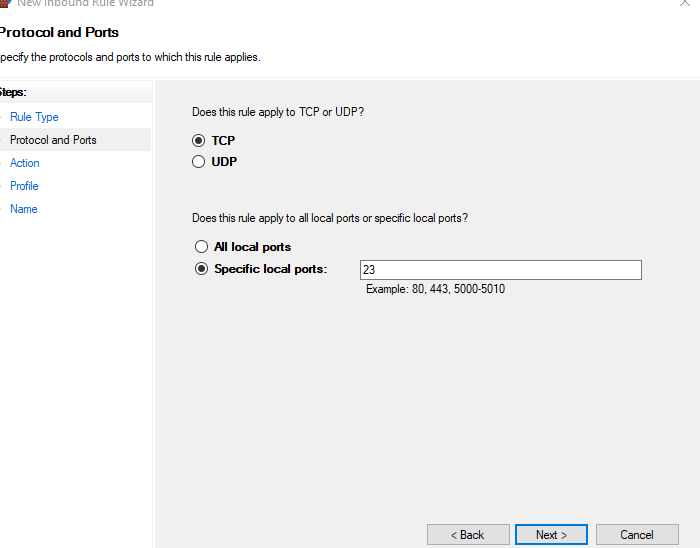 New Inbound Rule Wizard
Protocol and Ports
pecify the protocols and ports to which this rule applies.
Steps:
Rule Type
Protocol and Ports
Action
Profile
Name
Does this rule apply to TCP or UDP?
TCP
UDP
Does this rule apply to all local ports or specific local ports?
All local ports
Specific local ports:
23
Example: 80, 443, 5000-5010
< Back
Next >
Cancel